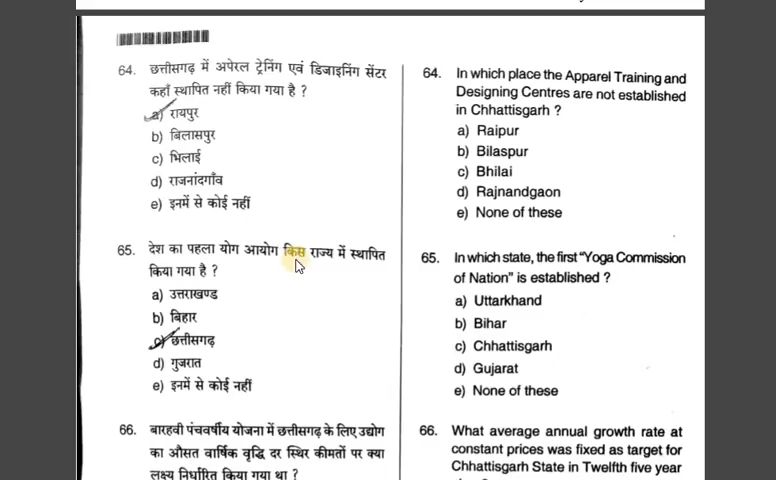 64. छत्तीसगढ़ में अपेरल ट्रेनिंग एवं डिजाइनिंग सेंटर
कहाँ स्थापित नहीं किया गया है ?
a) रायपुर
b) बिलासपुर
c) भिलाई
d) राजनांदगाँव
e) इनमें से कोई नहीं
65. देश का पहला योग आयोग किस राज्य में स्थापित
किया गया है ?
a) उत्तराखण्ड
b) बिहार
c) छत्तीसगढ़
d) गुजरात
e) इनमें से कोई नहीं
66. बारहवी पंचवर्षीय योजना में छत्तीसगढ़ के लिए उद्योग
का औसत वार्षिक वृद्धि दर स्थिर कीमतों पर क्या
लक्ष्य निर्धारित किया गया था ?
64. In which place the Apparel Training and
Designing Centres are not established
in Chhattisgarh ?
a) Raipur
b) Bilaspur
c) Bhilai
d) Rajnandgaon
e) None of these
65. In which state, the first "Yoga Commission
of Nation" is established ?
a) Uttarkhand
b) Bihar
c) Chhattisgarh
d) Gujarat
e) None of these
66. What average annual growth rate at
constant prices was fixed as target for
Chhattisgarh State in Twelfth five year